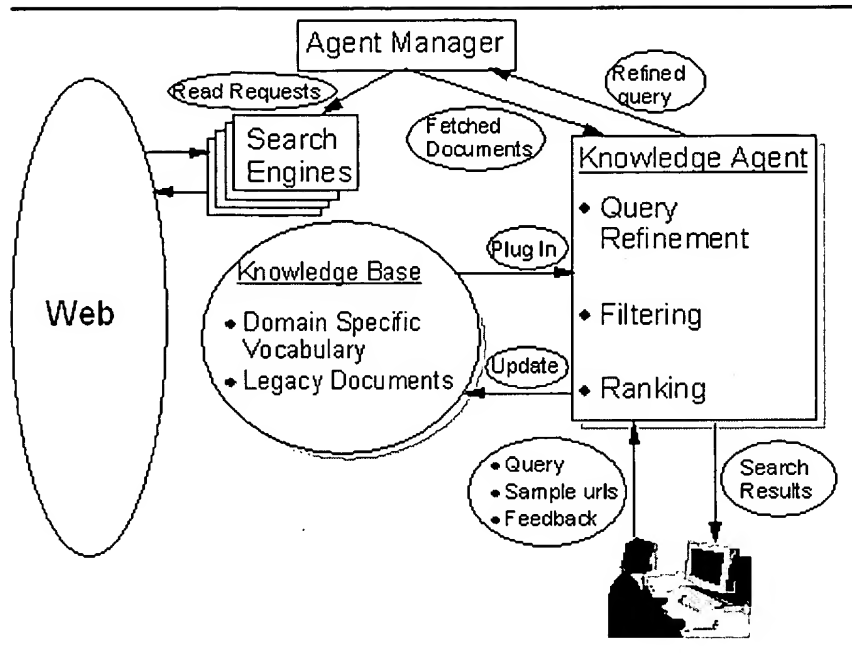 Agent Manager
Read Requests
Refined
query
Search
Engines
Fetched
Documents
Knowledge Agent
• Query
Refinement
• Filtering
• Ranking
Plug In
Knowledge Base
• Domain Specific
Vocabulary
• Legacy Documents
Web
Update
• Query
• Sample urls
• Feedback
Search
Results